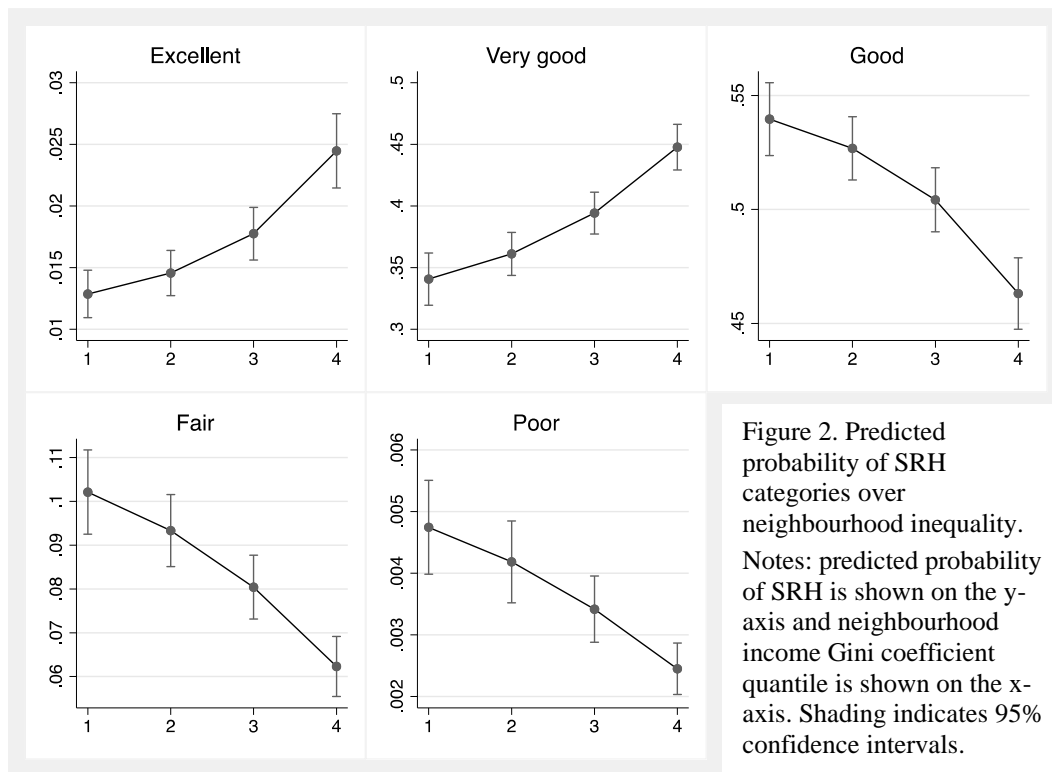 Excellent
.03
.025
.02
.015
.01
1 2 3 4
Very good
.5
.45
.4
.35
.3
1 2 3 4
Good
.55
.5
.45
1 2 3 4
Fair
.11
.1
.09
.08
.07
.06
1 2 3 4
Poor
.006
.005
.004
.003
.002
1 2 3 4
Figure 2. Predicted
probability of SRH
categories over
neighbourhood inequality.
Notes: predicted probability
of SRH is shown on the y-
axis and neighbourhood
income Gini coefficient
quantile is shown on the x-
axis. Shading indicates 95%
confidence intervals.